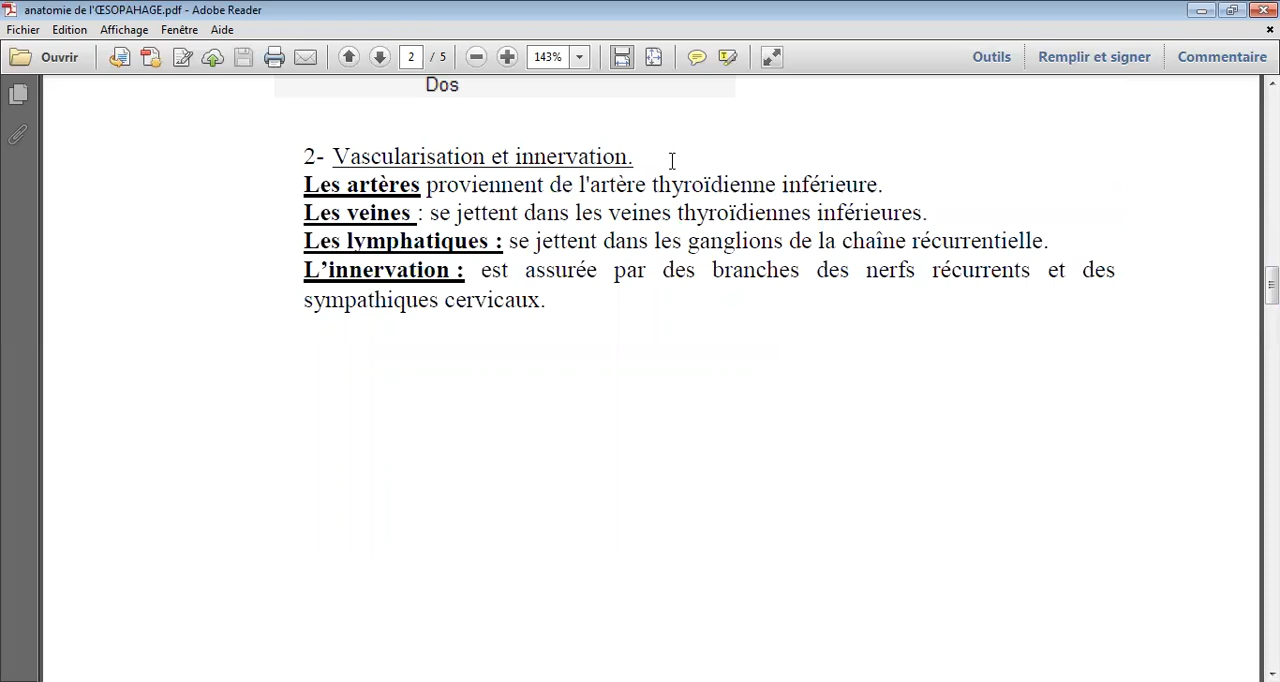 anatomie de l'ŒSOPAHAGE.pdf - Adobe Reader
Fichier Edition Affichage Fenêtre Aide
Ouvrir 2 / 5 143% Outils Remplir et signer Commentaire
Dos
2- Vascularisation et innervation.
Les artères proviennent de l'artère thyroïdienne inférieure.
Les veines : se jettent dans les veines thyroïdiennes inférieures.
Les lymphatiques : se jettent dans les ganglions de la chaîne récurrentielle.
L’innervation : est assurée par des branches des nerfs récurrents et des
sympathiques cervicaux.